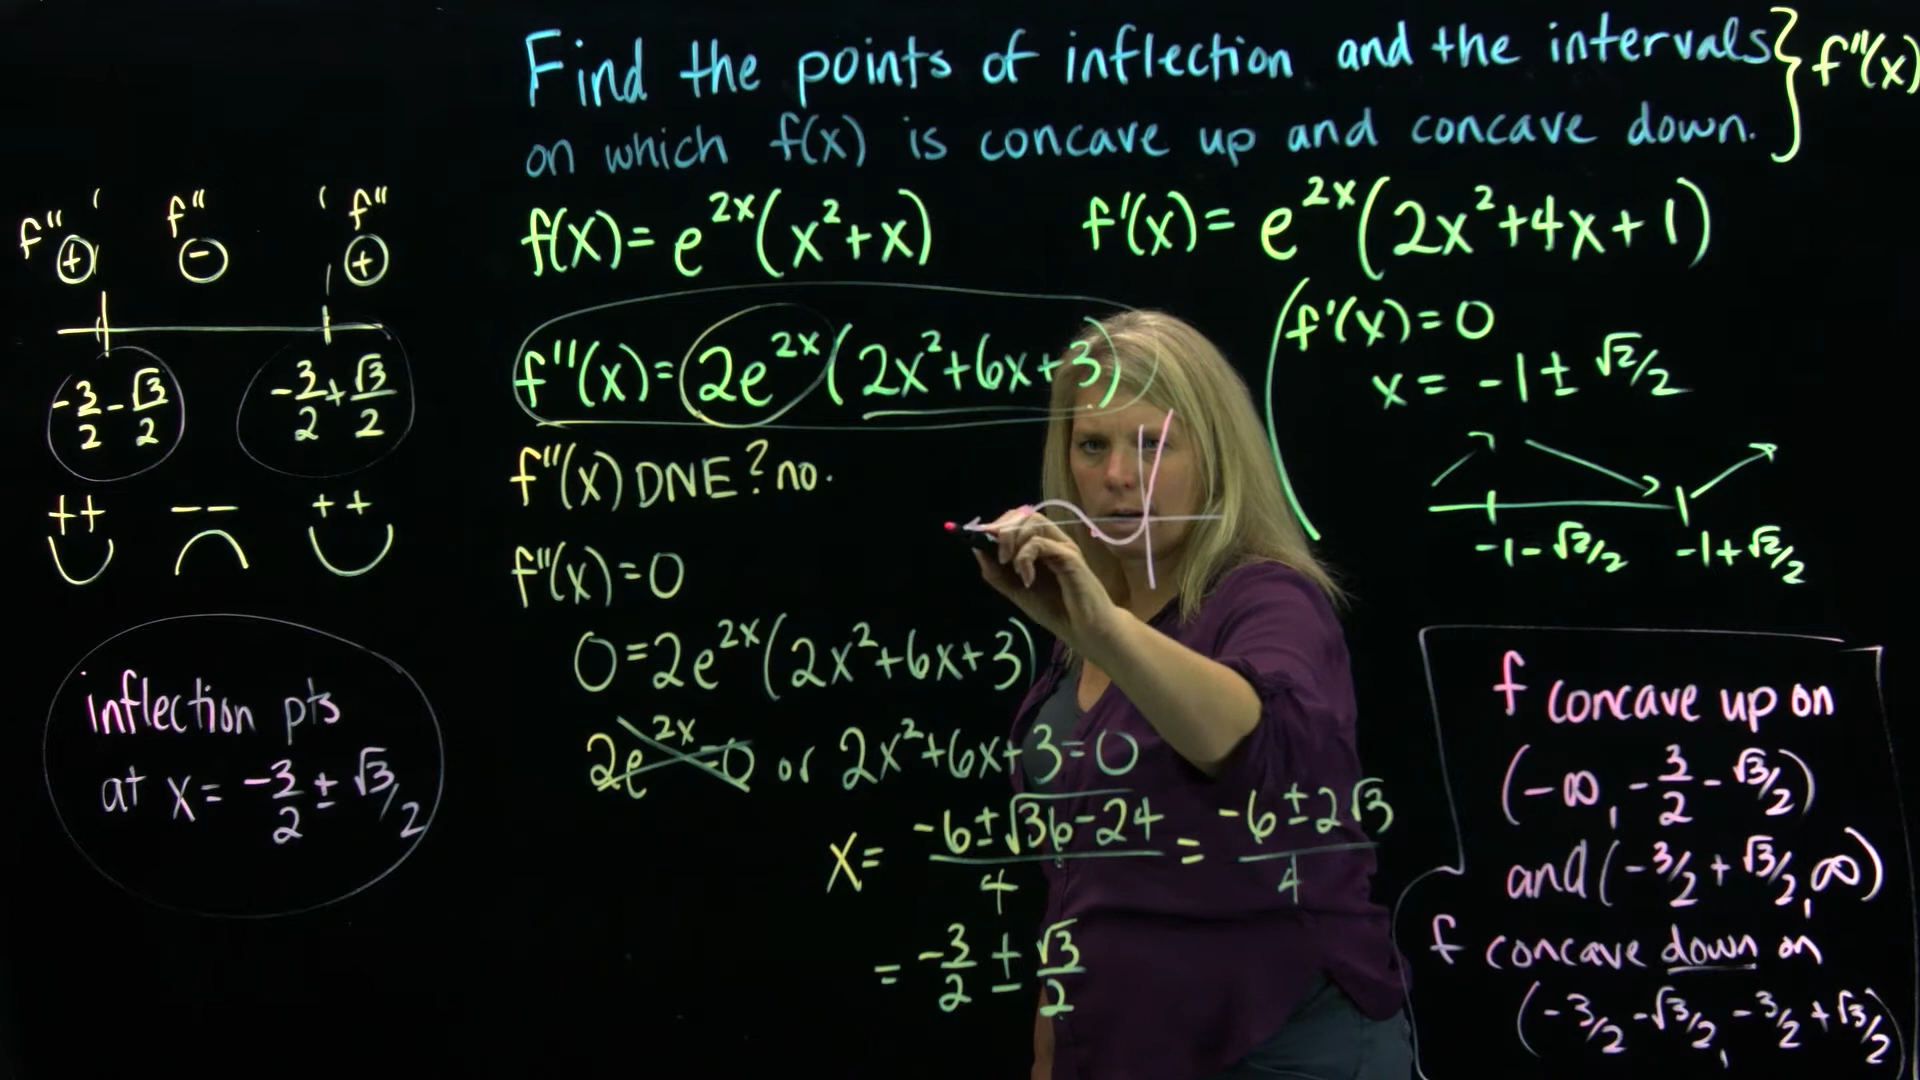 Find the points of inflection and the intervals } f''(x)
on which f(x) is concave up and concave down.
f(x) = e^{2x}(x²+x)
f'(x) = e^{2x}(2x²+4x+1)
f'' f'' f''
+ − +
-3/2 - √3/2 -3/2 + √3/2
++ -- ++
inflection pts
at x = -3/2 ± √3/2
f''(x) = 2e^{2x}(2x²+6x+3)
f''(x) DNE? no.
f''(x) = 0
0 = 2e^{2x}(2x²+6x+3)
2e^{2x}=0 or 2x²+6x+3=0
x = (-6±√36-24)/4 = (-6±2√3)/4
= -3/2 ± √3/2
f'(x) = 0
x = -1 ± √2/2
-1-√2/2 -1+√2/2
f concave up on
(-∞, -3/2 - √3/2)
and (-3/2 + √3/2, ∞)
f concave down on
(-3/2 - √3/2, -3/2 + √3/2)